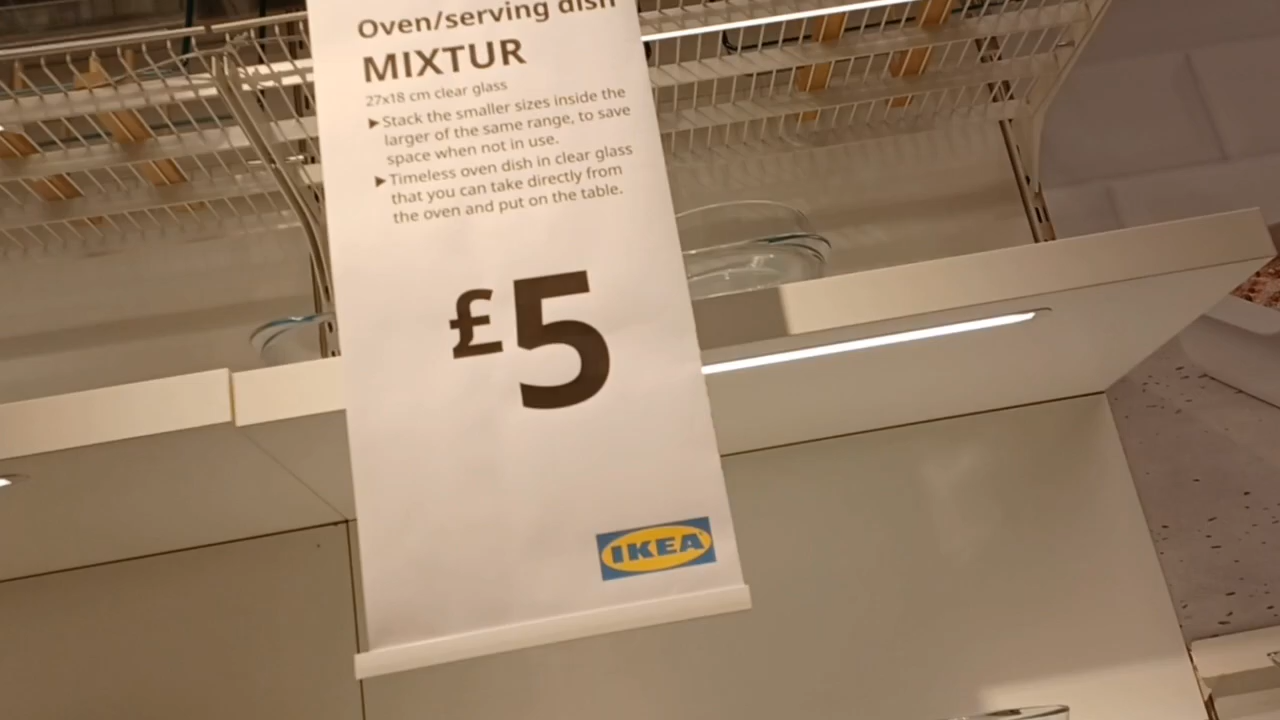 Oven/serving dish
MIXTUR
27x18 cm clear glass
▶Stack the smaller sizes inside the
larger of the same range, to save
space when not in use.
▶Timeless oven dish in clear glass
that you can take directly from
the oven and put on the table.
£5
IKEA